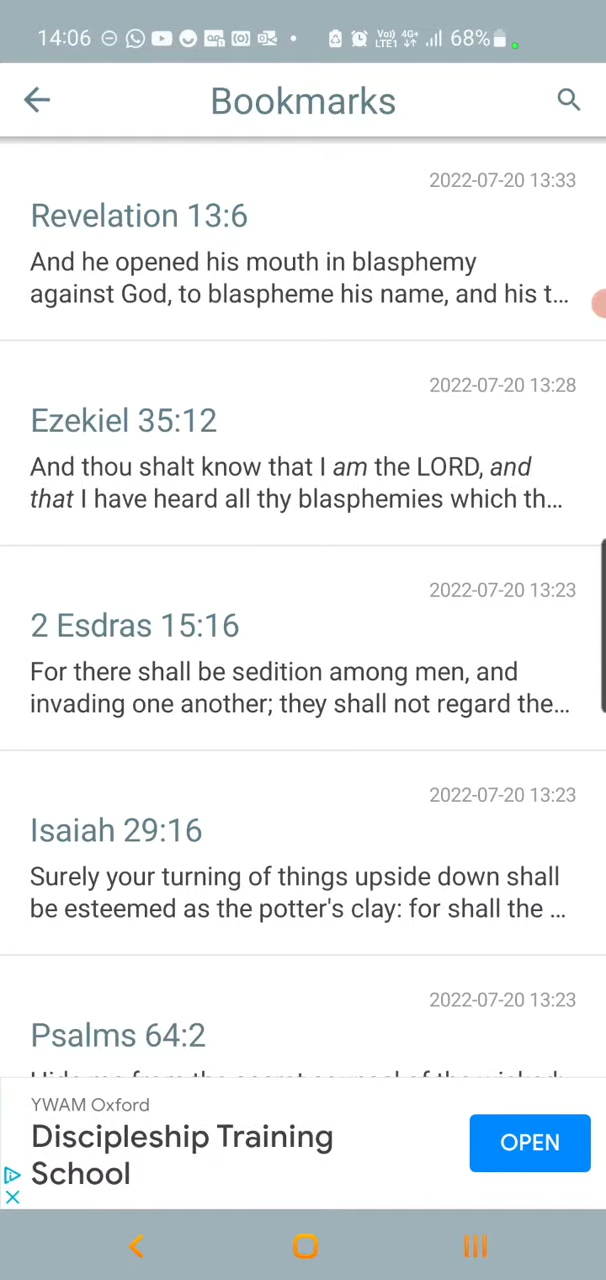 14:06
Vo)) 4G+
LTE1
68%
Bookmarks
2022-07-20 13:33
Revelation 13:6
And he opened his mouth in blasphemy
against God, to blaspheme his name, and his t...
2022-07-20 13:28
Ezekiel 35:12
And thou shalt know that I am the LORD, and
that I have heard all thy blasphemies which th...
2022-07-20 13:23
2 Esdras 15:16
For there shall be sedition among men, and
invading one another; they shall not regard the...
2022-07-20 13:23
Isaiah 29:16
Surely your turning of things upside down shall
be esteemed as the potter's clay: for shall the ...
2022-07-20 13:23
Psalms 64:2
YWAM Oxford
Discipleship Training
School
OPEN